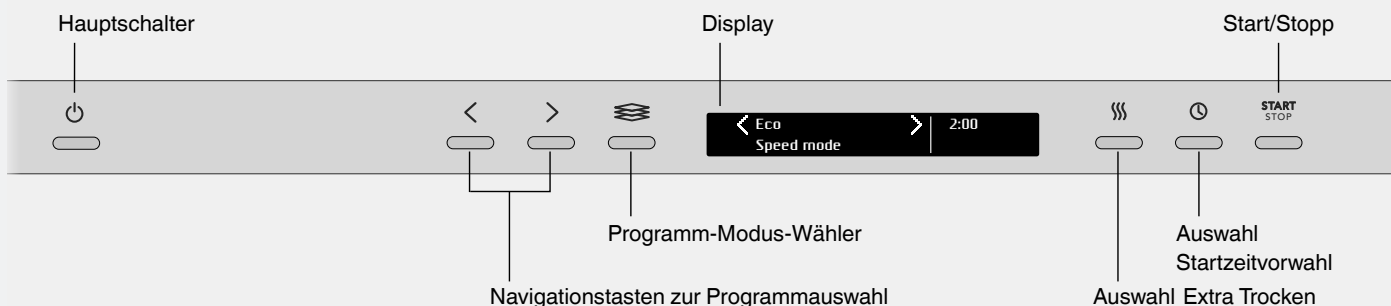 Hauptschalter
Display
Start/Stopp
START
STOP
Eco 2:00
Speed mode
Programm-Modus-Wähler
Auswahl
Startzeitvorwahl
Navigationstasten zur Programmauswahl
Auswahl Extra Trocken